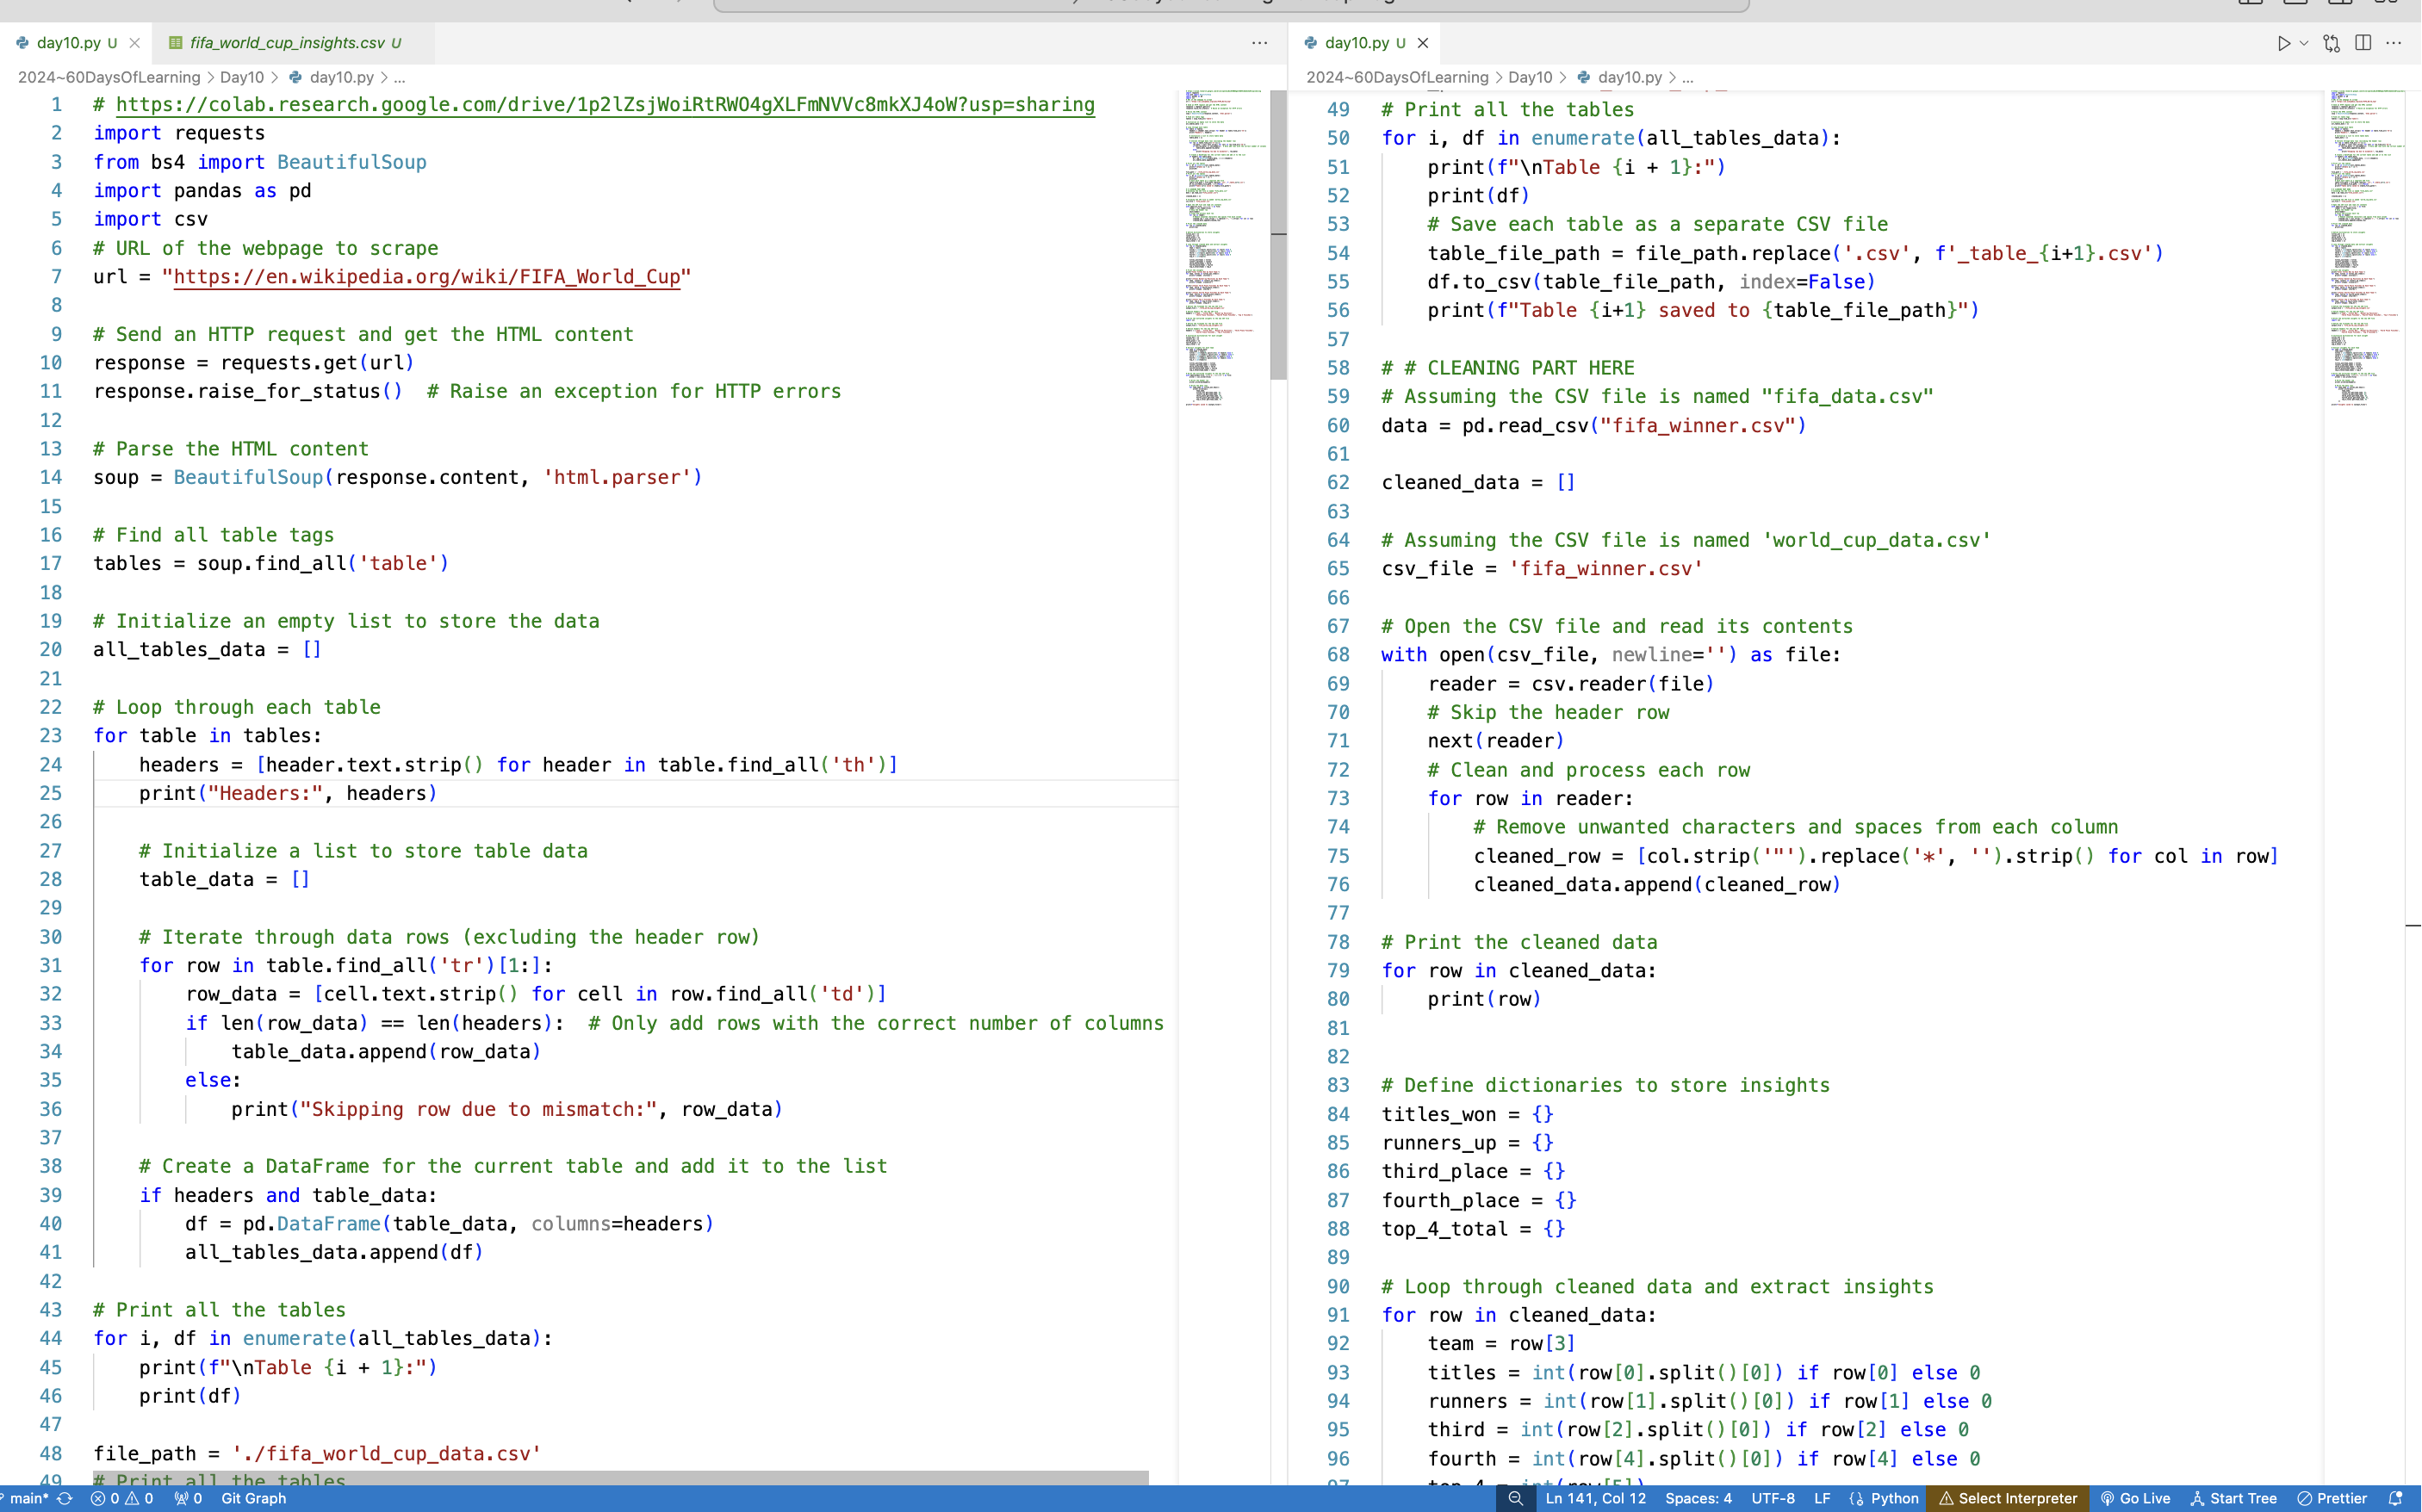 day10.py U
fifa_world_cup_insights.csv U
2024~60DaysOfLearning > Day10 > day10.py > ...
1 # https://colab.research.google.com/drive/1p2lZsjWoiRtRWO4gXLFmNVVc8mkXJ4oW?usp=sharing
2 import requests
3 from bs4 import BeautifulSoup
4 import pandas as pd
5 import csv
6 # URL of the webpage to scrape
7 url = "https://en.wikipedia.org/wiki/FIFA_World_Cup"
8
9 # Send an HTTP request and get the HTML content
10 response = requests.get(url)
11 response.raise_for_status()  # Raise an exception for HTTP errors
12
13 # Parse the HTML content
14 soup = BeautifulSoup(response.content, 'html.parser')
15
16 # Find all table tags
17 tables = soup.find_all('table')
18
19 # Initialize an empty list to store the data
20 all_tables_data = []
21
22 # Loop through each table
23 for table in tables:
24     headers = [header.text.strip() for header in table.find_all('th')]
25     print("Headers:", headers)
26
27     # Initialize a list to store table data
28     table_data = []
29
30     # Iterate through data rows (excluding the header row)
31     for row in table.find_all('tr')[1:]:
32         row_data = [cell.text.strip() for cell in row.find_all('td')]
33         if len(row_data) == len(headers):  # Only add rows with the correct number of columns
34             table_data.append(row_data)
35         else:
36             print("Skipping row due to mismatch:", row_data)
37
38     # Create a DataFrame for the current table and add it to the list
39     if headers and table_data:
40         df = pd.DataFrame(table_data, columns=headers)
41         all_tables_data.append(df)
42
43 # Print all the tables
44 for i, df in enumerate(all_tables_data):
45     print(f"\nTable {i + 1}:")
46     print(df)
47
48 file_path = './fifa_world_cup_data.csv'
49 # Print all the tables
day10.py U
2024~60DaysOfLearning > Day10 > day10.py > ...
49 # Print all the tables
50 for i, df in enumerate(all_tables_data):
51     print(f"\nTable {i + 1}:")
52     print(df)
53     # Save each table as a separate CSV file
54     table_file_path = file_path.replace('.csv', f'_table_{i+1}.csv')
55     df.to_csv(table_file_path, index=False)
56     print(f"Table {i+1} saved to {table_file_path}")
57
58 # # CLEANING PART HERE
59 # Assuming the CSV file is named "fifa_data.csv"
60 data = pd.read_csv("fifa_winner.csv")
61
62 cleaned_data = []
63
64 # Assuming the CSV file is named 'world_cup_data.csv'
65 csv_file = 'fifa_winner.csv'
66
67 # Open the CSV file and read its contents
68 with open(csv_file, newline='') as file:
69     reader = csv.reader(file)
70     # Skip the header row
71     next(reader)
72     # Clean and process each row
73     for row in reader:
74         # Remove unwanted characters and spaces from each column
75         cleaned_row = [col.strip('"').replace('*', '').strip() for col in row]
76         cleaned_data.append(cleaned_row)
77
78 # Print the cleaned data
79 for row in cleaned_data:
80     print(row)
81
82
83 # Define dictionaries to store insights
84 titles_won = {}
85 runners_up = {}
86 third_place = {}
87 fourth_place = {}
88 top_4_total = {}
89
90 # Loop through cleaned data and extract insights
91 for row in cleaned_data:
92     team = row[3]
93     titles = int(row[0].split()[0]) if row[0] else 0
94     runners = int(row[1].split()[0]) if row[1] else 0
95     third = int(row[2].split()[0]) if row[2] else 0
96     fourth = int(row[4].split()[0]) if row[4] else 0
97     top_4 = int(row[5])
main* 0 0 0 Git Graph Ln 141, Col 12 Spaces: 4 UTF-8 LF Python Select Interpreter Go Live Start Tree Prettier